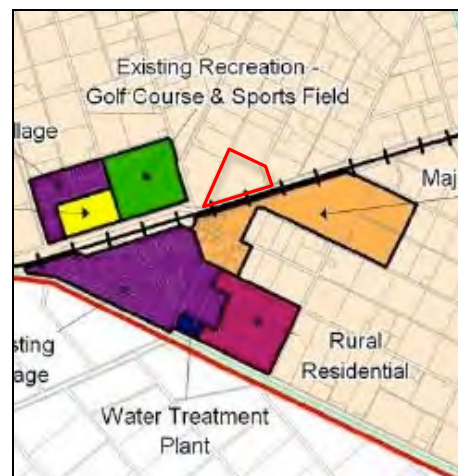 Existing Recreation -
Golf Course & Sports Field
llage
Maj
sting
age
Rural
Residential
Water Treatment
Plant